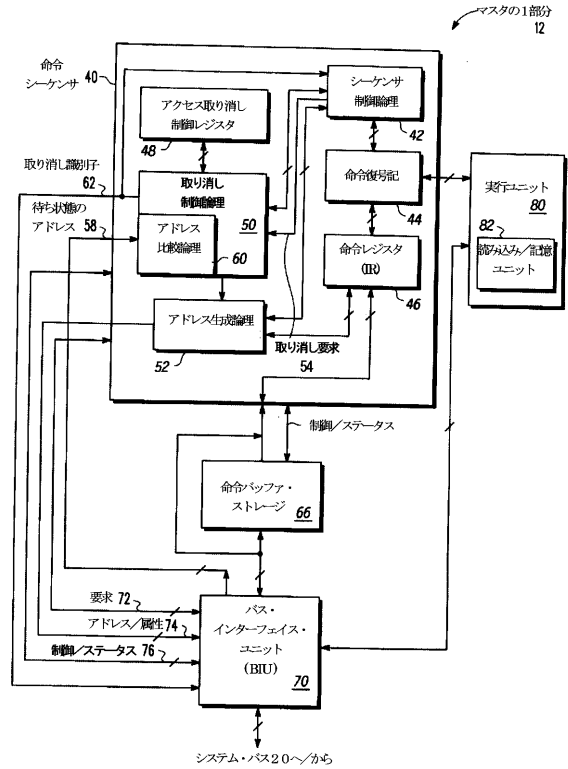 マスタの１部分
12
命令
シーケンサ 40
アクセス取り消し
制御レジスタ
48
シーケンサ
制御論理
42
取り消し識別子
62
取り消し
制御論理
50
待ち状態の
アドレス 58
アドレス
比較論理
60
命令復号記
44
実行ユニット
80
82
読み込み／記憶
ユニット
命令レジスタ
(IR)
46
アドレス生成論理
52
取り消し要求
54
制御／ステータス
命令バッファ・
ストレージ
66
要求 72
アドレス／属性 74
制御／ステータス 76
バス・
インターフェイス・
ユニット
(BIU)
70
システム・バス２０へ／から